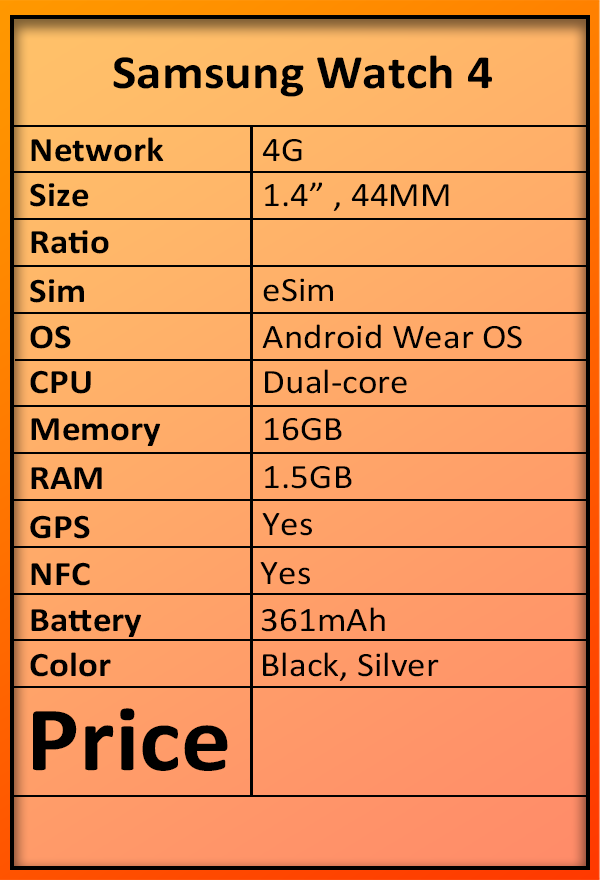 Samsung Watch 4
Network 4G
Size 1.4” , 44MM
Ratio
Sim eSim
OS Android Wear OS
CPU Dual-core
Memory 16GB
RAM 1.5GB
GPS Yes
NFC Yes
Battery 361mAh
Color Black, Silver
Price